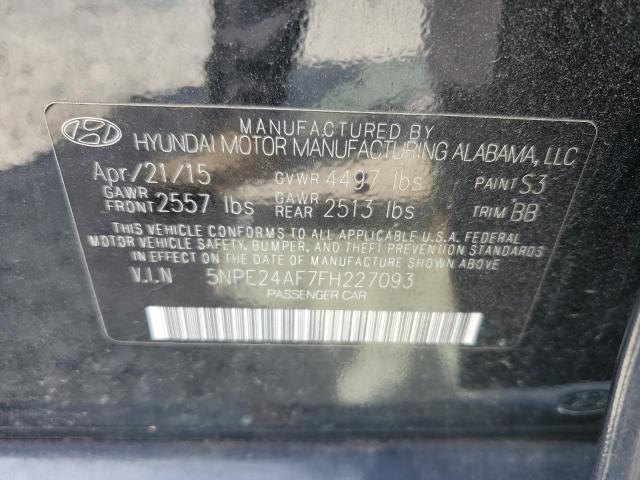 MANUFACTURED BY
HYUNDAI MOTOR MANUFACTURING ALABAMA, LLC
Apr/21/15 GVWR 4497 lbs PAINT S3
GAWR FRONT 2557 lbs GAWR REAR 2513 lbs TRIM BB
THIS VEHICLE CONFORMS TO ALL APPLICABLE U.S.A. FEDERAL
MOTOR VEHICLE SAFETY, BUMPER, AND THEFT PREVENTION STANDARDS
IN EFFECT ON THE DATE OF MANUFACTURE SHOWN ABOVE.
V.I.N 5NPE24AF7FH227093
PASSENGER CAR